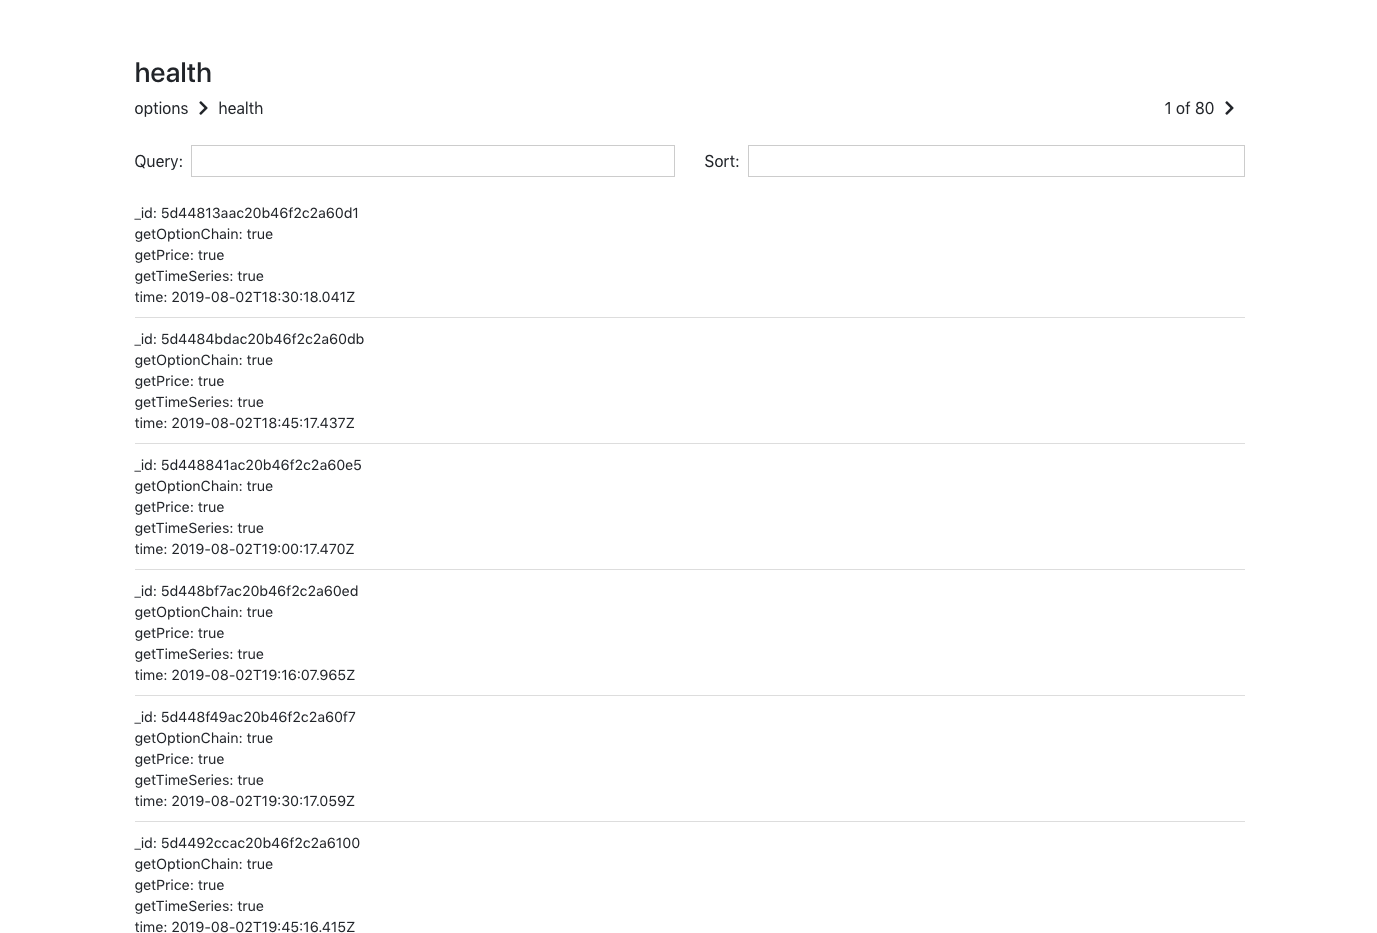 health
options > health
1 of 80 >
Query:
Sort:
_id: 5d44813aac20b46f2c2a60d1
getOptionChain: true
getPrice: true
getTimeSeries: true
time: 2019-08-02T18:30:18.041Z
_id: 5d4484bdac20b46f2c2a60db
getOptionChain: true
getPrice: true
getTimeSeries: true
time: 2019-08-02T18:45:17.437Z
_id: 5d448841ac20b46f2c2a60e5
getOptionChain: true
getPrice: true
getTimeSeries: true
time: 2019-08-02T19:00:17.470Z
_id: 5d448bf7ac20b46f2c2a60ed
getOptionChain: true
getPrice: true
getTimeSeries: true
time: 2019-08-02T19:16:07.965Z
_id: 5d448f49ac20b46f2c2a60f7
getOptionChain: true
getPrice: true
getTimeSeries: true
time: 2019-08-02T19:30:17.059Z
_id: 5d4492ccac20b46f2c2a6100
getOptionChain: true
getPrice: true
getTimeSeries: true
time: 2019-08-02T19:45:16.415Z